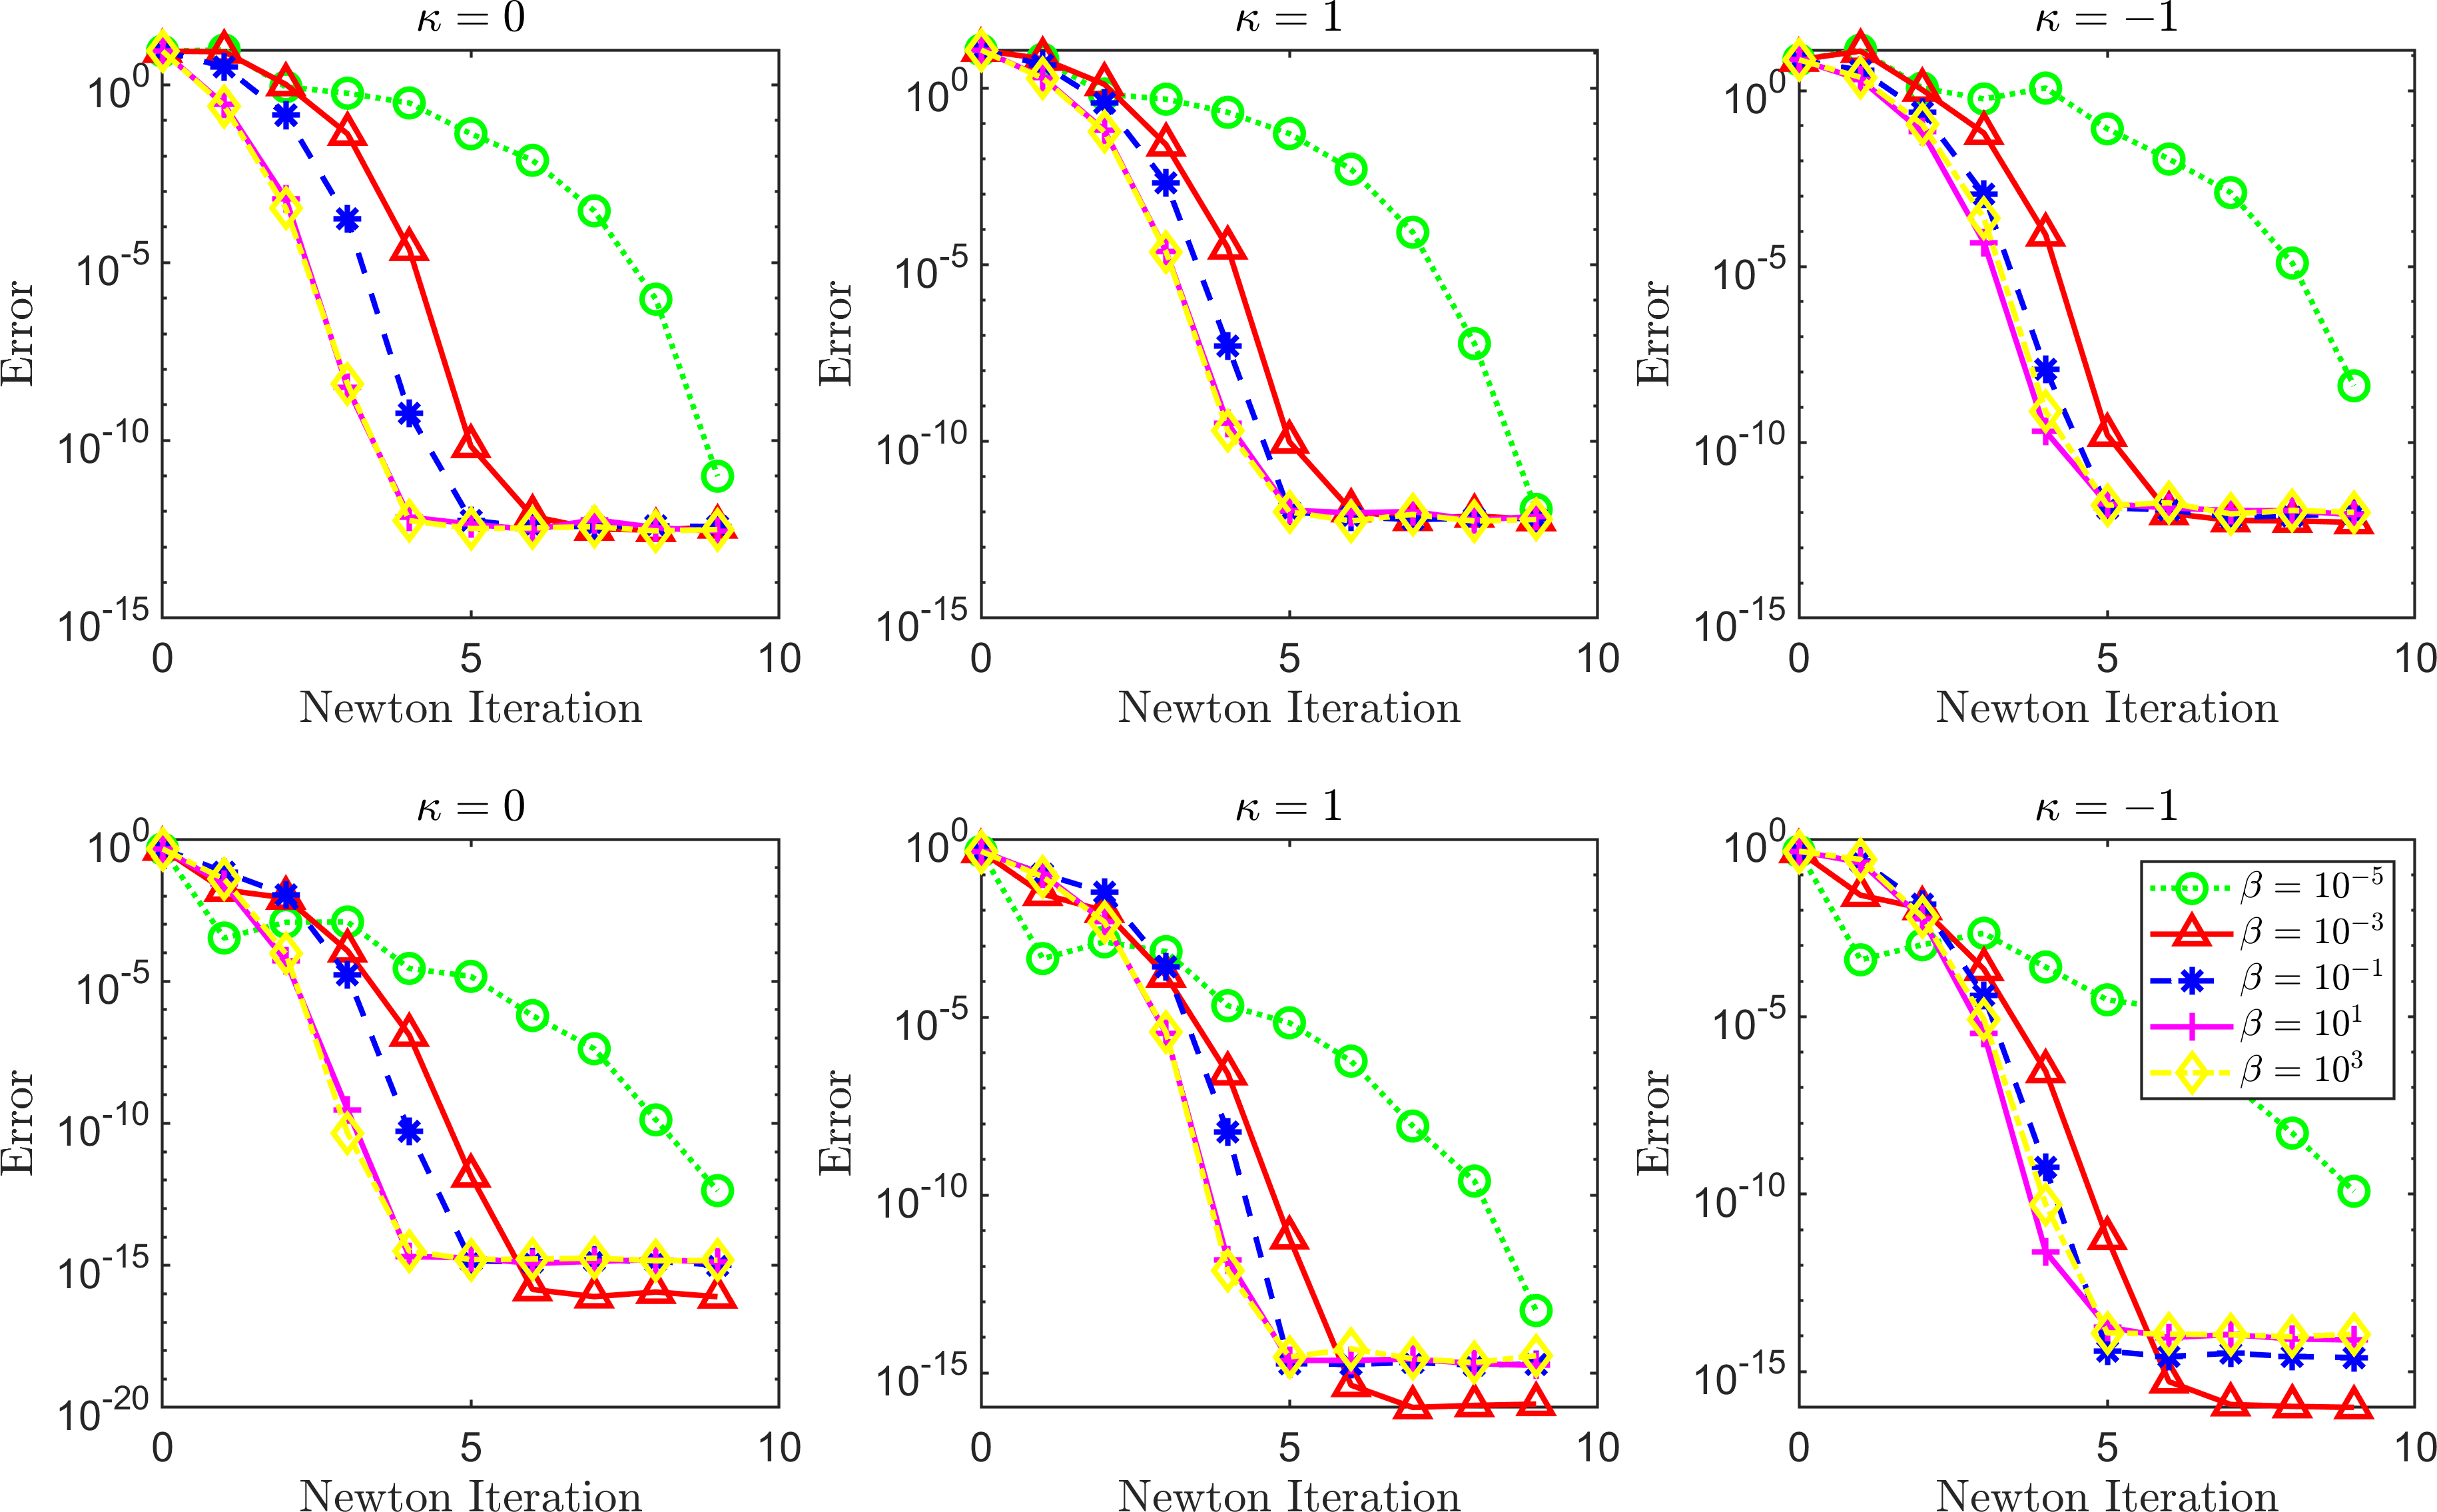 κ = 0
10^0
10^-5
10^-10
10^-15
0 5 10
Error
Newton Iteration
κ = 1
10^0
10^-5
10^-10
10^-15
0 5 10
Error
Newton Iteration
κ = −1
10^0
10^-5
10^-10
10^-15
0 5 10
Error
Newton Iteration
κ = 0
10^0
10^-5
10^-10
10^-15
10^-20
0 5 10
Error
Newton Iteration
κ = 1
10^0
10^-5
10^-10
10^-15
0 5 10
Error
Newton Iteration
κ = −1
10^0
10^-5
10^-10
10^-15
0 5 10
Error
Newton Iteration
β = 10^−5
β = 10^−3
β = 10^−1
β = 10^1
β = 10^3